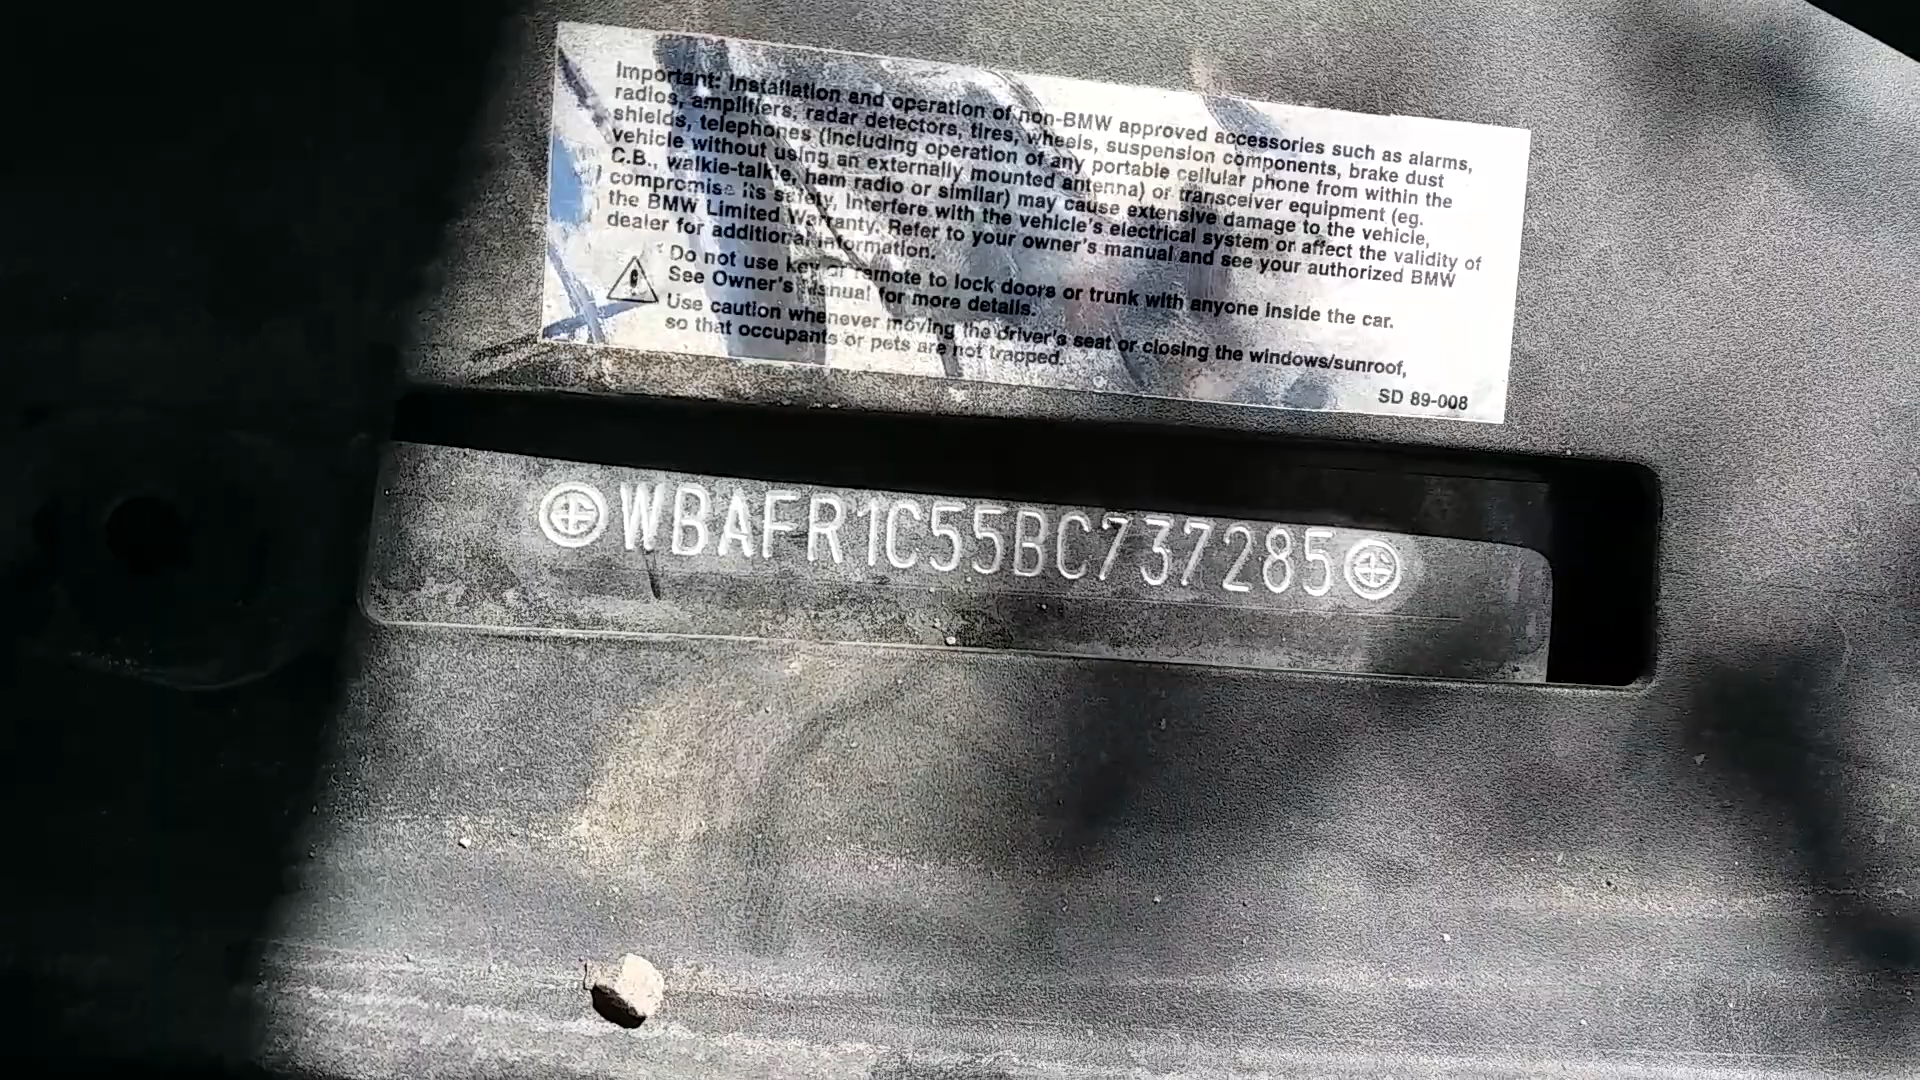 Important: Installation and operation of non-BMW approved accessories such as alarms,
radios, amplifiers, radar detectors, tires, wheels, suspension components, brake dust
shields, telephones (including operation of any portable cellular phone from within the
vehicle without using an externally mounted antenna) or transceiver equipment (eg.
C.B., walkie-talkie, ham radio or similar) may cause extensive damage to the vehicle,
compromise its safety, interfere with the vehicle's electrical system or affect the validity of
the BMW Limited Warranty. Refer to your owner's manual and see your authorized BMW
dealer for additional information.
Do not use key or remote to lock doors or trunk with anyone inside the car.
See Owner's Manual for more details.
Use caution whenever moving the driver's seat or closing the windows/sunroof,
so that occupants or pets are not trapped.
SD 89-008
WBAFR1C55BC737285